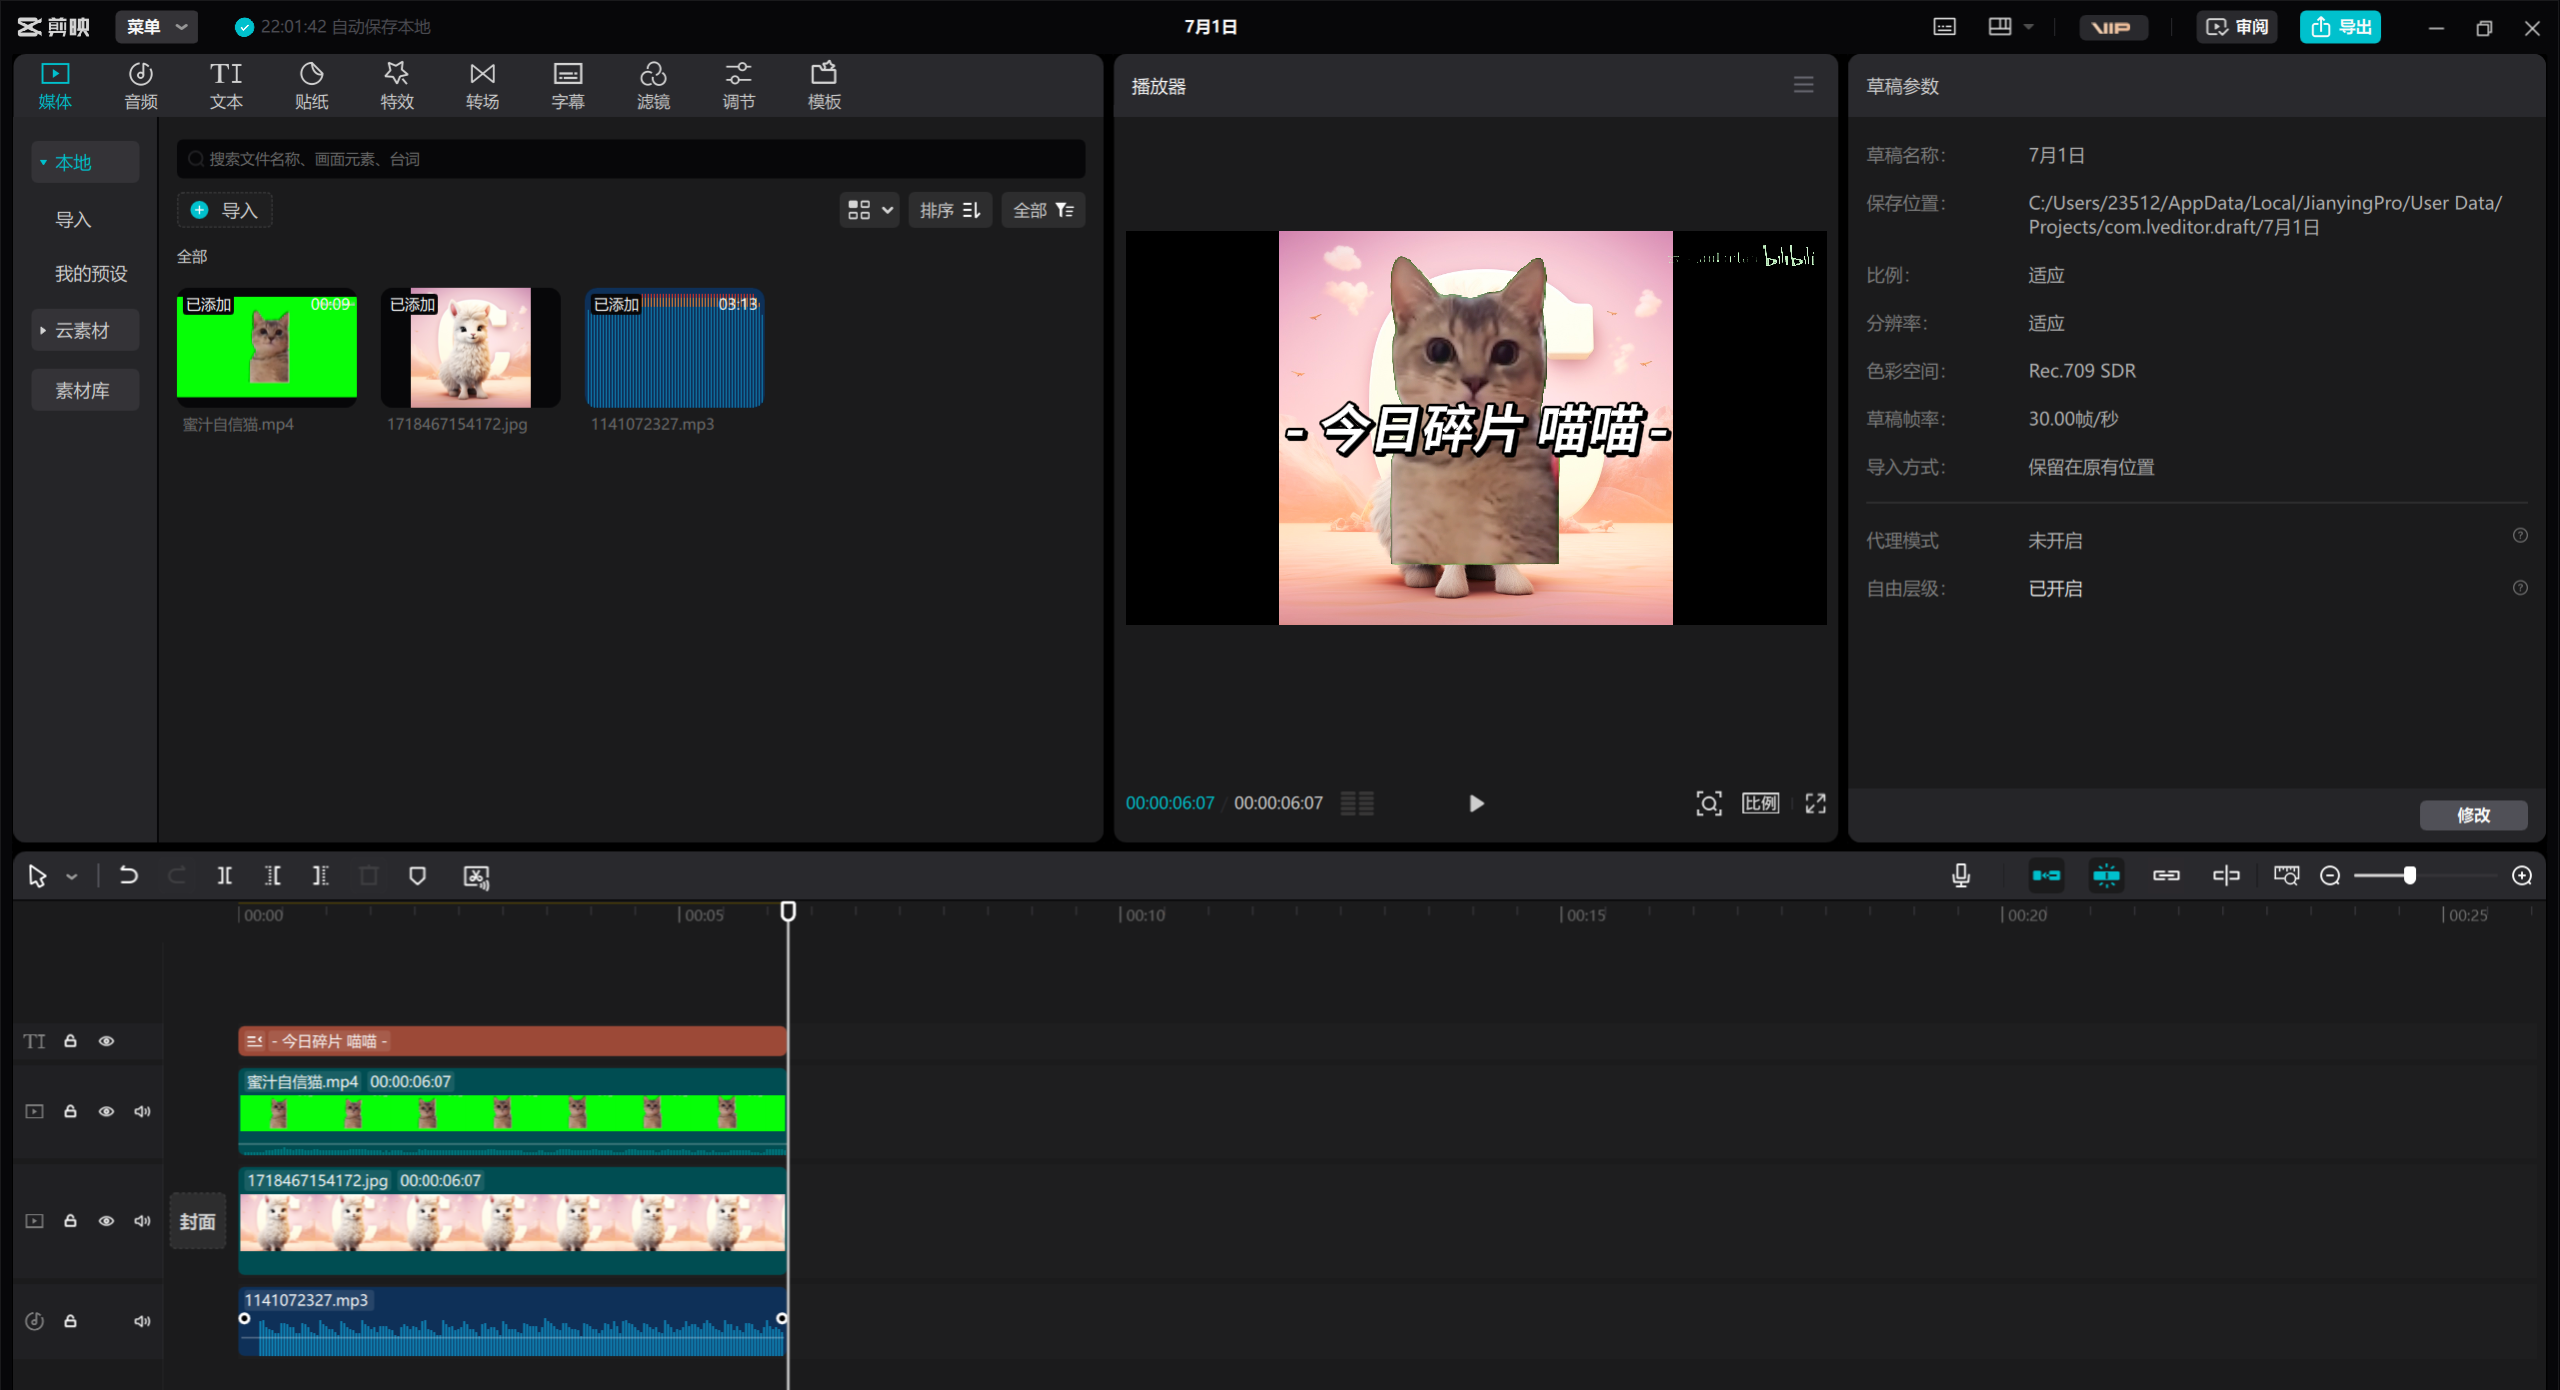 剪映 菜单 22:01:42 自动保存本地 7月1日 VIP 审阅 导出
媒体 音频 文本 贴纸 特效 转场 字幕 滤镜 调节 模板
本地
导入
我的预设
云素材
素材库
搜索文件名称、画面元素、台词
导入 排序 全部
全部
已添加 00:09 已添加 已添加 03:13
蜜汁自信猫.mp4 1718467154172.jpg 1141072327.mp3
播放器
bilibili
- 今日碎片 喵喵 -
00:00:06:07 / 00:00:06:07 比例
草稿参数
草稿名称： 7月1日
保存位置： C:/Users/23512/AppData/Local/JianyingPro/User Data/
Projects/com.lveditor.draft/7月1日
比例： 适应
分辨率： 适应
色彩空间： Rec.709 SDR
草稿帧率： 30.00帧/秒
导入方式： 保留在原有位置
代理模式 未开启
自由层级： 已开启
修改
00:00 00:05 00:10 00:15 00:20 00:25
TI - 今日碎片 喵喵 -
蜜汁自信猫.mp4 00:00:06:07
1718467154172.jpg 00:00:06:07
封面
1141072327.mp3